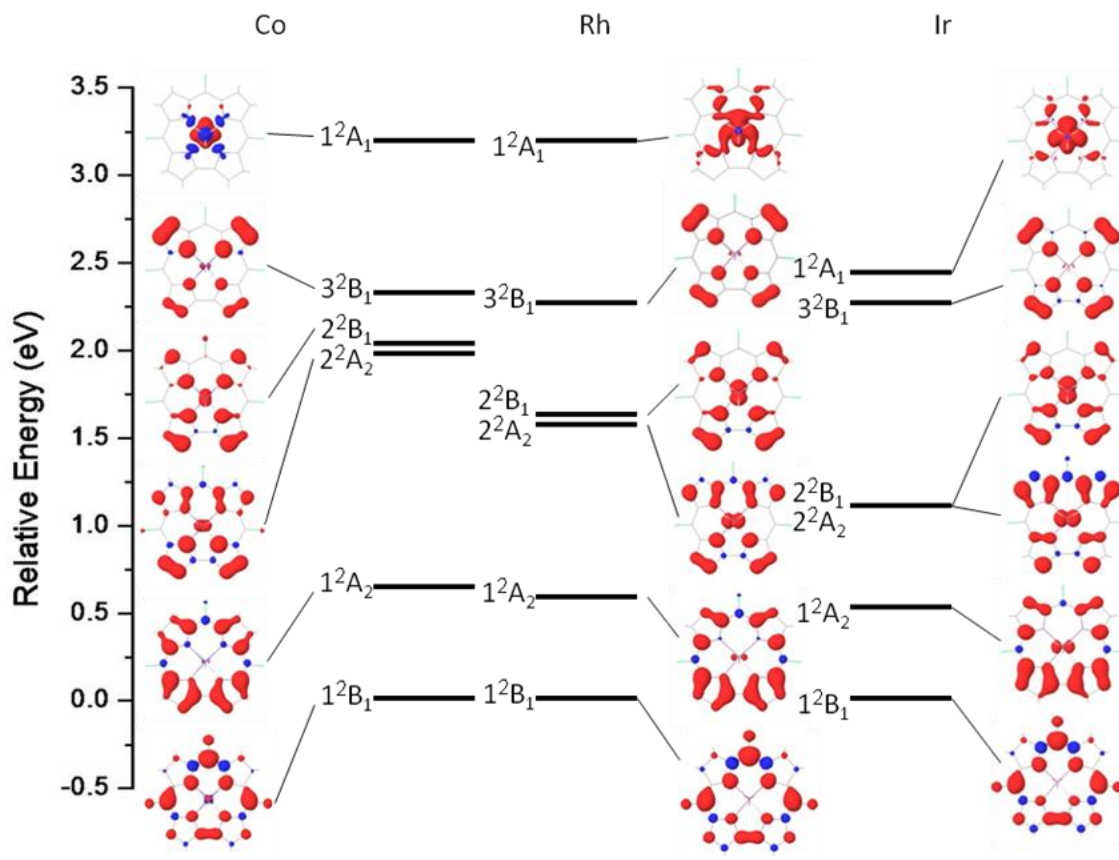 Co Rh Ir
Relative Energy (eV)
3.5
3.0
2.5
2.0
1.5
1.0
0.5
0.0
-0.5
1²A₁
3²B₁
2²B₁
2²A₂
1²A₂
1²B₁
1²A₁
3²B₁
2²B₁
2²A₂
1²A₂
1²B₁
1²A₁
3²B₁
2²B₁
2²A₂
1²A₂
1²B₁